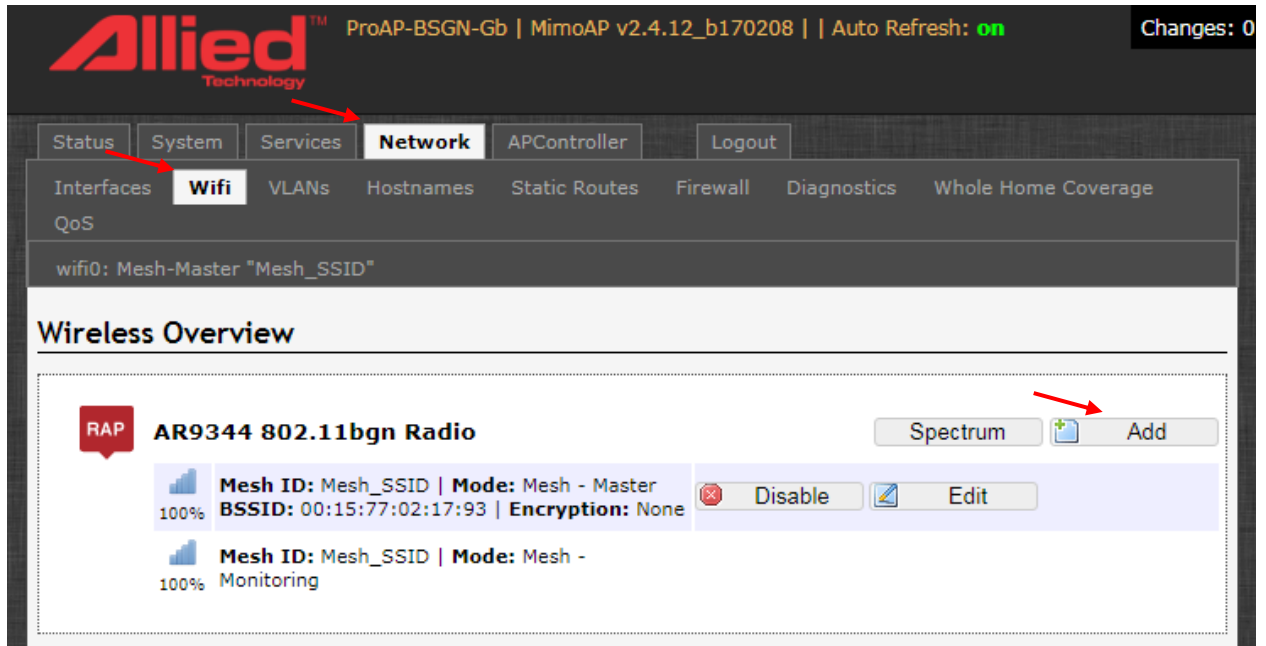 Allied™
Technology
ProAP-BSGN-Gb | MimoAP v2.4.12_b170208 | | Auto Refresh: on
Changes: 0
Status System Services Network APController Logout
Interfaces Wifi VLANs Hostnames Static Routes Firewall Diagnostics Whole Home Coverage
QoS
wifi0: Mesh-Master "Mesh_SSID"
Wireless Overview
RAP
AR9344 802.11bgn Radio
Spectrum
Add
Mesh ID: Mesh_SSID | Mode: Mesh - Master
100% BSSID: 00:15:77:02:17:93 | Encryption: None
Disable
Edit
Mesh ID: Mesh_SSID | Mode: Mesh -
100% Monitoring